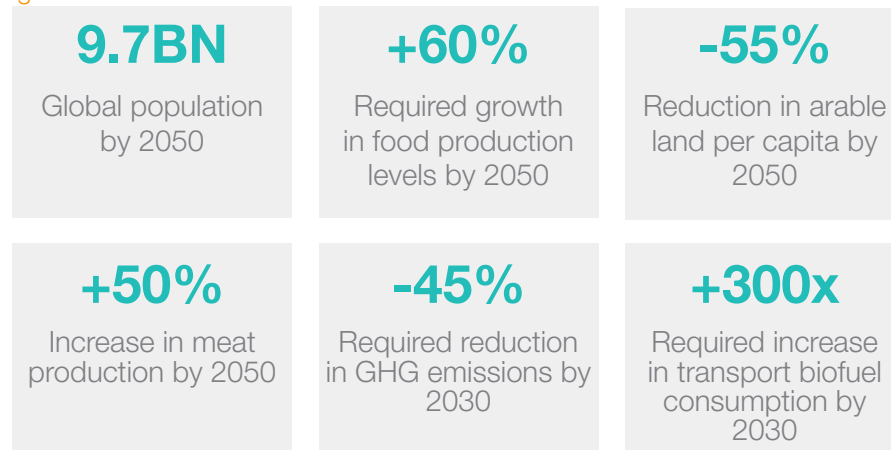 9.7BN
Global population
by 2050
+60%
Required growth
in food production
levels by 2050
-55%
Reduction in arable
land per capita by
2050
+50%
Increase in meat
production by 2050
-45%
Required reduction
in GHG emissions by
2030
+300x
Required increase
in transport biofuel
consumption by
2030